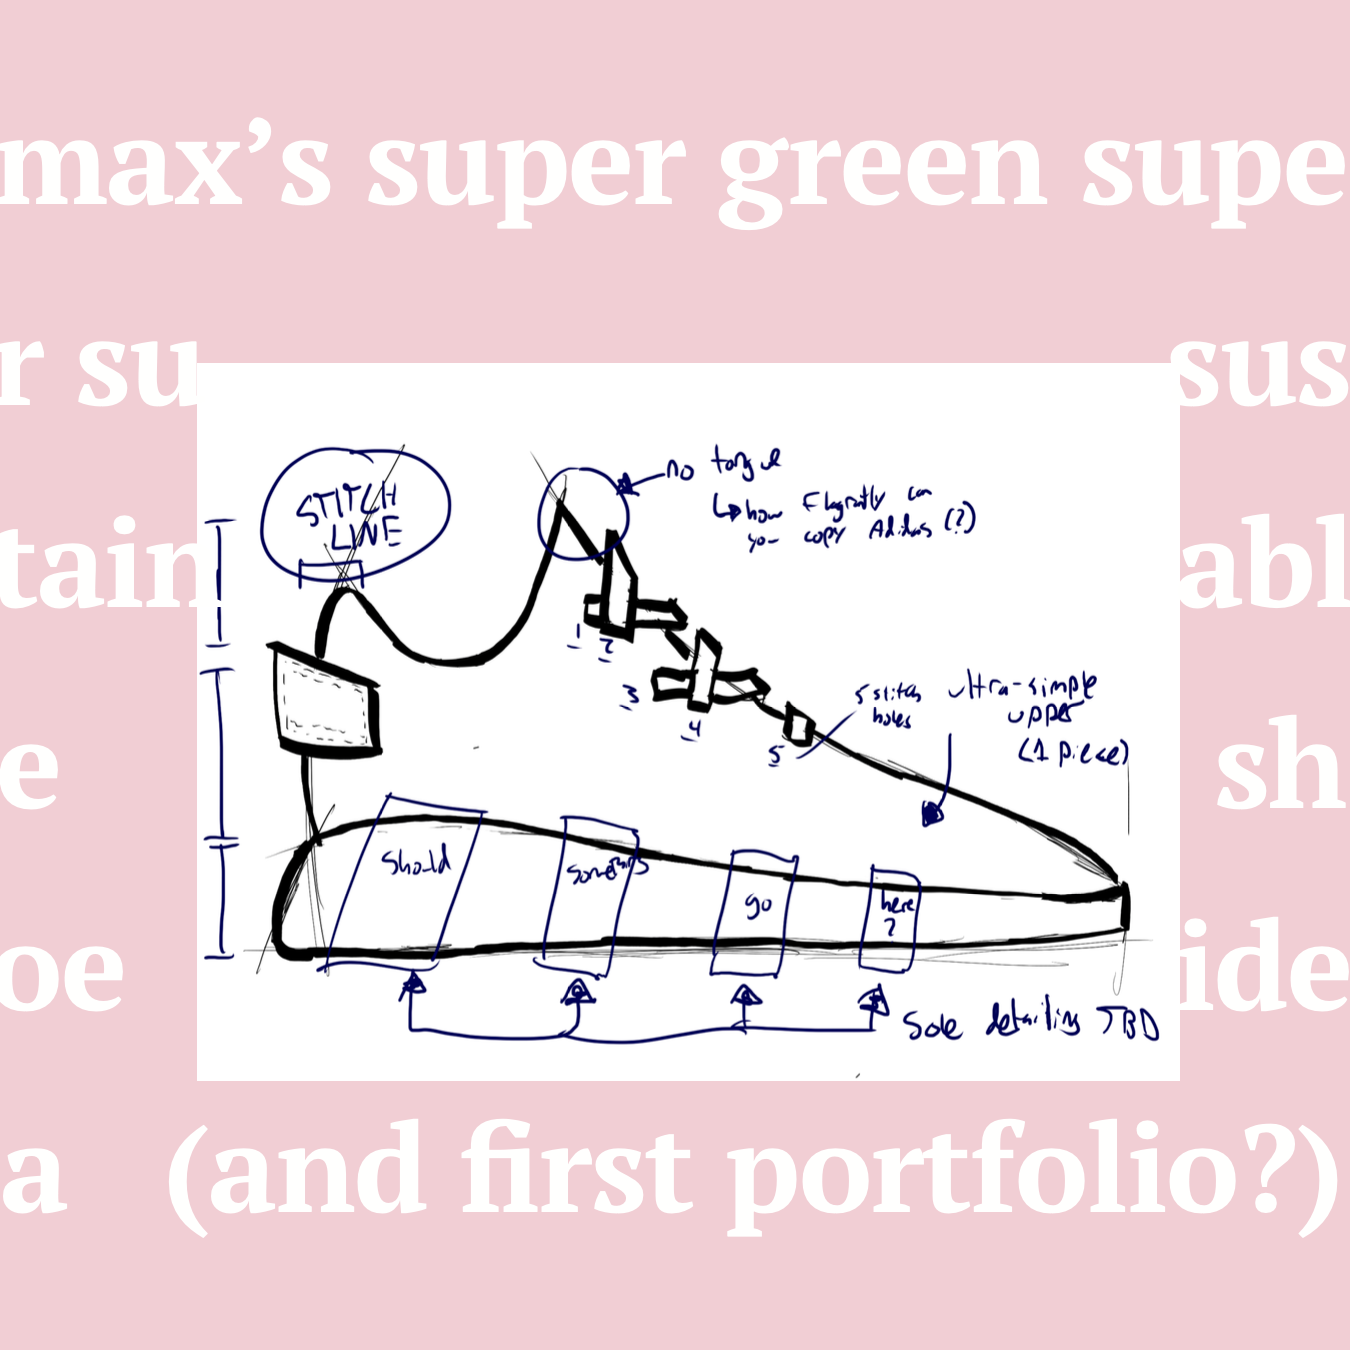 max's super green supe
r su sus
tain abl
e sh
oe ide
a (and first portfolio?)
STITCH
LINE
no tongue
how Flagrantly can
you copy Adidas (?)
1
2
3
4
5
5 stitch
holes
ultra-simple
upper
(1 piece)
should
something
go
here
?
Sole detailing TBD